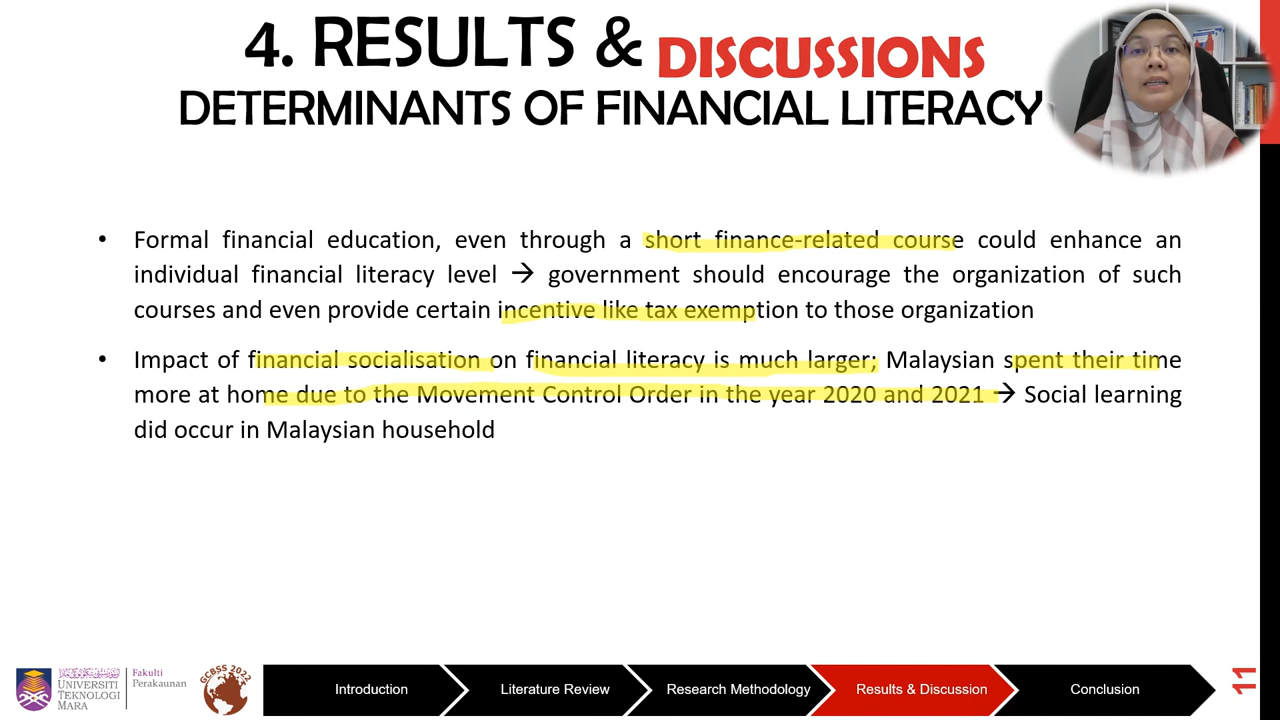 4. RESULTS & DISCUSSIONS
DETERMINANTS OF FINANCIAL LITERACY
• Formal financial education, even through a short finance-related course could enhance an
individual financial literacy level → government should encourage the organization of such
courses and even provide certain incentive like tax exemption to those organization
• Impact of financial socialisation on financial literacy is much larger; Malaysian spent their time
more at home due to the Movement Control Order in the year 2020 and 2021 → Social learning
did occur in Malaysian household
UNIVERSITI
TEKNOLOGI
MARA
Fakulti
Perakaunan
GCBSS 2022
Introduction
Literature Review
Research Methodology
Results & Discussion
Conclusion
11